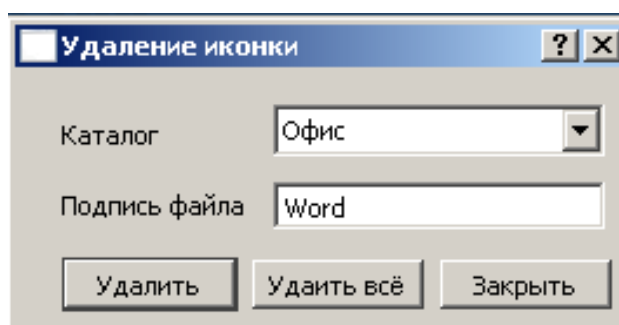 Удаление иконки
Каталог Офис
Подпись файла Word
Удалить Удаить всё Закрыть